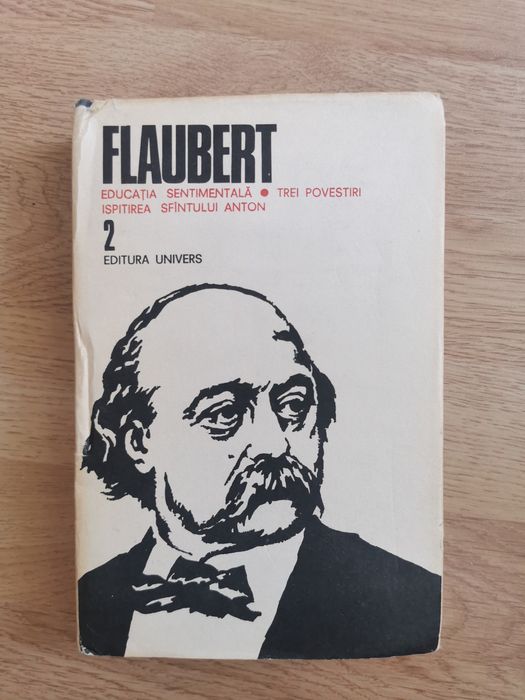 FLAUBERT
EDUCAȚIA SENTIMENTALĂ • TREI POVESTIRI
ISPITIREA SFÎNTULUI ANTON
2
EDITURA UNIVERS